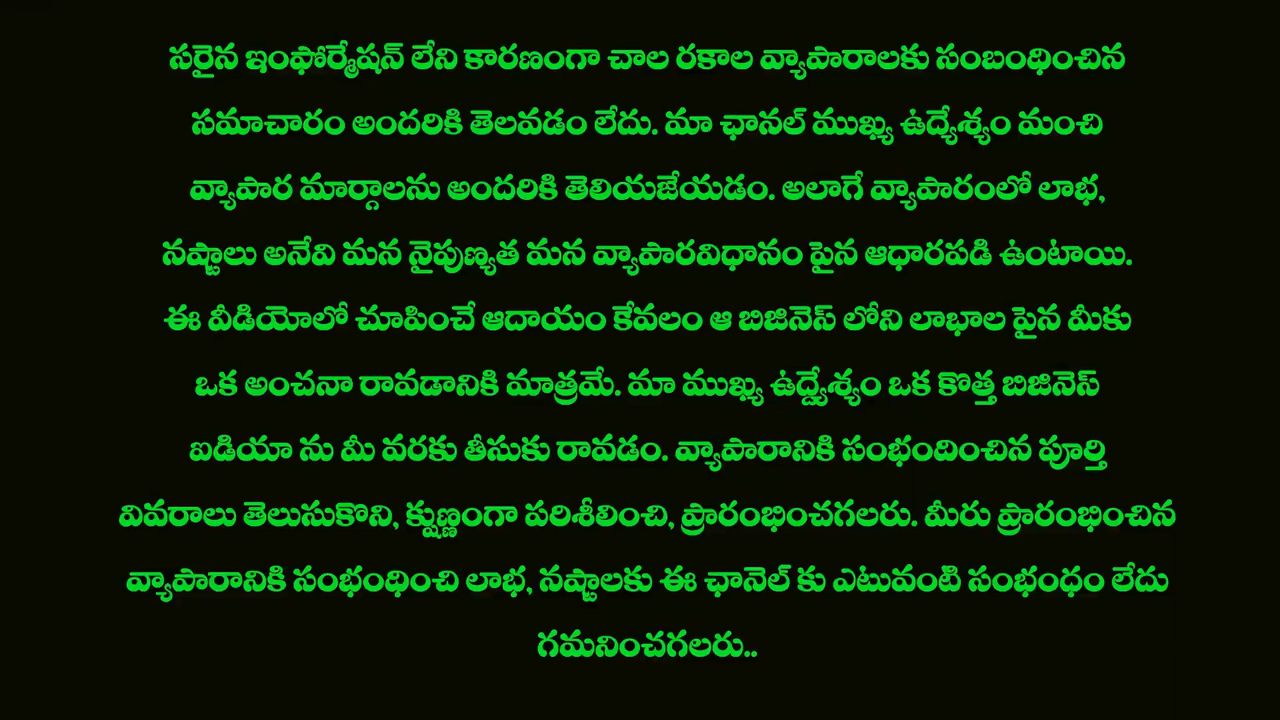 సరైన ఇంఫోర్మేషన్ లేని కారణంగా చాల రకాల వ్యాపారాలకు సంబంధించిన
సమాచారం అందరికి తెలవడం లేదు. మా ఛానల్ ముఖ్య ఉద్యేశ్యం మంచి
వ్యాపార మార్గాలను అందరికి తెలియజేయడం. అలాగే వ్యాపారంలో లాభ,
నష్టాలు అనేవి మన నైపుణ్యత మన వ్యాపారవిధానం పైన ఆధారపడి ఉంటాయి.
ఈ వీడియోలో చూపించే ఆదాయం కేవలం ఆ బిజినెస్ లోని లాభాల పైన మీకు
ఒక అంచనా రావడానికి మాత్రమే. మా ముఖ్య ఉద్ద్యేశ్యం ఒక కొత్త బిజినెస్
ఐడియా ను మీ వరకు తీసుకు రావడం. వ్యాపారానికి సంభందించిన పూర్తి
వివరాలు తెలుసుకొని, క్షుణ్ణంగా పరిశీలించి, ప్రారంభించగలరు. మీరు ప్రారంభించిన
వ్యాపారానికి సంభంధించి లాభ, నష్టాలకు ఈ ఛానెల్ కు ఎటువంటి సంభంధం లేదు
గమనించగలరు..